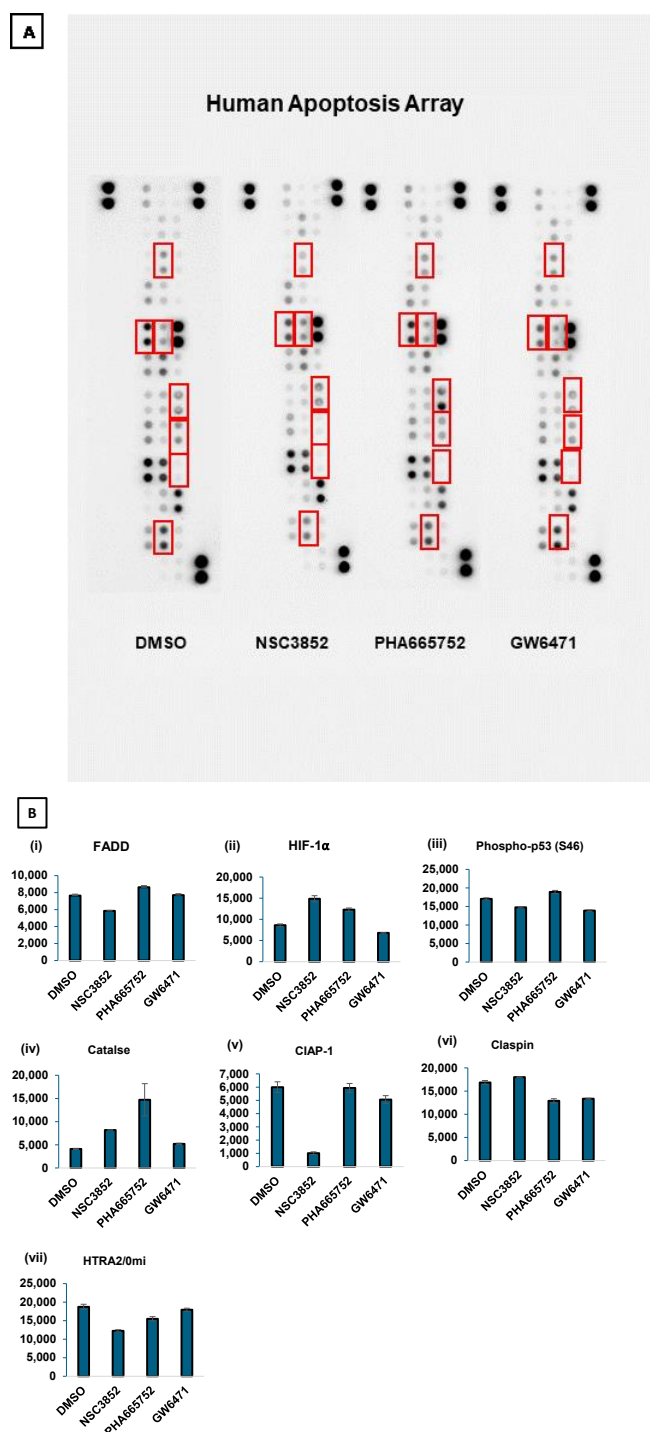 A
Human Apoptosis Array
DMSO NSC3852 PHA665752 GW6471
B
(i) FADD
10,000
8,000
6,000
4,000
2,000
0
DMSO NSC3852 PHA665752 GW6471
(ii) HIF-1α
20,000
15,000
10,000
5,000
0
DMSO NSC3852 PHA665752 GW6471
(iii) Phospho-p53 (S46)
25,000
20,000
15,000
10,000
5,000
0
DMSO NSC3852 PHA665752 GW6471
(iv) Catalse
20,000
15,000
10,000
5,000
0
DMSO NSC3852 PHA665752 GW6471
(v) CIAP-1
7,000
6,000
5,000
4,000
3,000
2,000
1,000
0
DMSO NSC3852 PHA665752 GW6471
(vi) Claspin
20,000
15,000
10,000
5,000
0
DMSO NSC3852 PHA665752 GW6471
(vii) HTRA2/0mi
25,000
20,000
15,000
10,000
5,000
0
DMSO NSC3852 PHA665752 GW6471